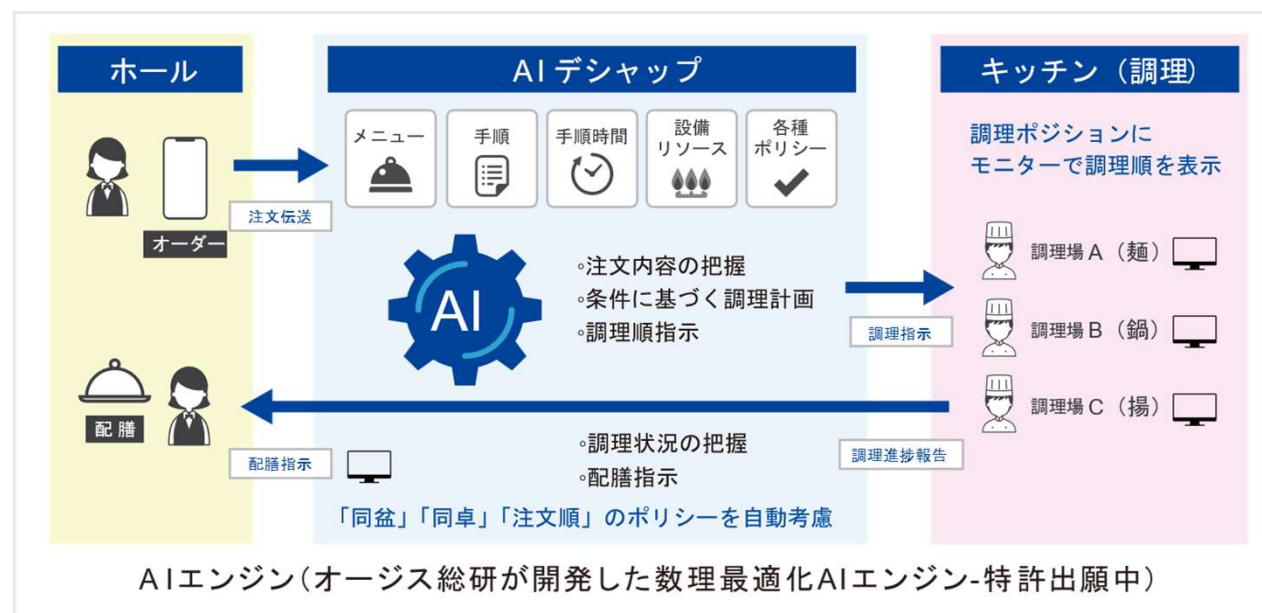 ホール
オーダー
注文伝送
配膳
配膳指示
AIデシャップ
メニュー
手順
手順時間
設備
リソース
各種
ポリシー
AI
◦注文内容の把握
◦条件に基づく調理計画
◦調理順指示
調理指示
◦調理状況の把握
◦配膳指示
調理進捗報告
「同盆」「同卓」「注文順」のポリシーを自動考慮
キッチン（調理）
調理ポジションに
モニターで調理順を表示
調理場A（麺）
調理場B（鍋）
調理場C（揚）
AIエンジン（オージス総研が開発した数理最適化AIエンジン-特許出願中）